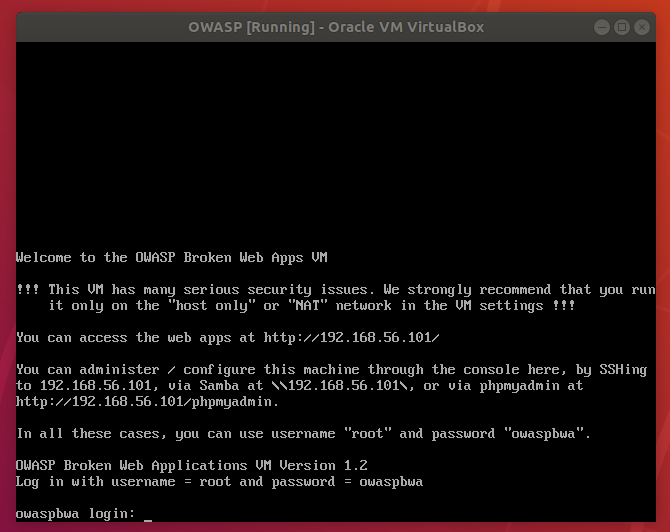 OWASP [Running] - Oracle VM VirtualBox
Welcome to the OWASP Broken Web Apps VM
!!! This VM has many serious security issues. We strongly recommend that you run
it only on the "host only" or "NAT" network in the VM settings !!!
You can access the web apps at http://192.168.56.101/
You can administer / configure this machine through the console here, by SSHing
to 192.168.56.101, via Samba at \\192.168.56.101\, or via phpmyadmin at
http://192.168.56.101/phpmyadmin.
In all these cases, you can use username "root" and password "owaspbwa".
OWASP Broken Web Applications VM Version 1.2
Log in with username = root and password = owaspbwa
owaspbwa login: _